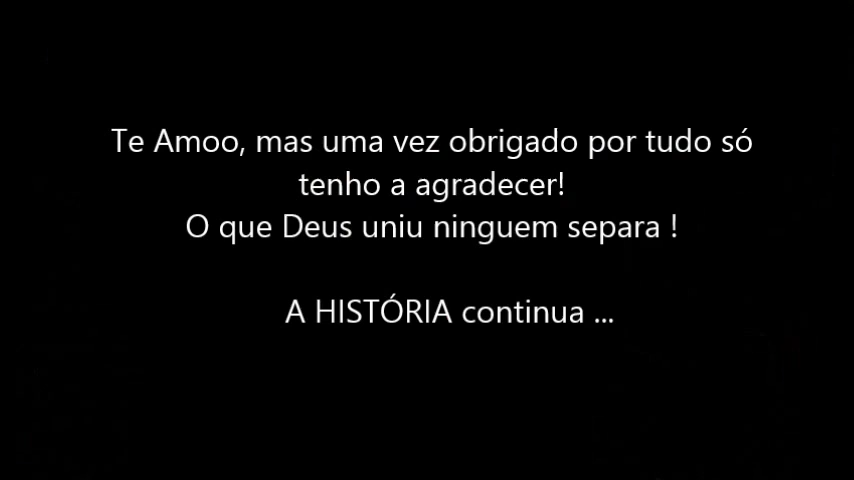 Te Amoo, mas uma vez obrigado por tudo só
tenho a agradecer!
O que Deus uniu ninguem separa !
A HISTÓRIA continua ...